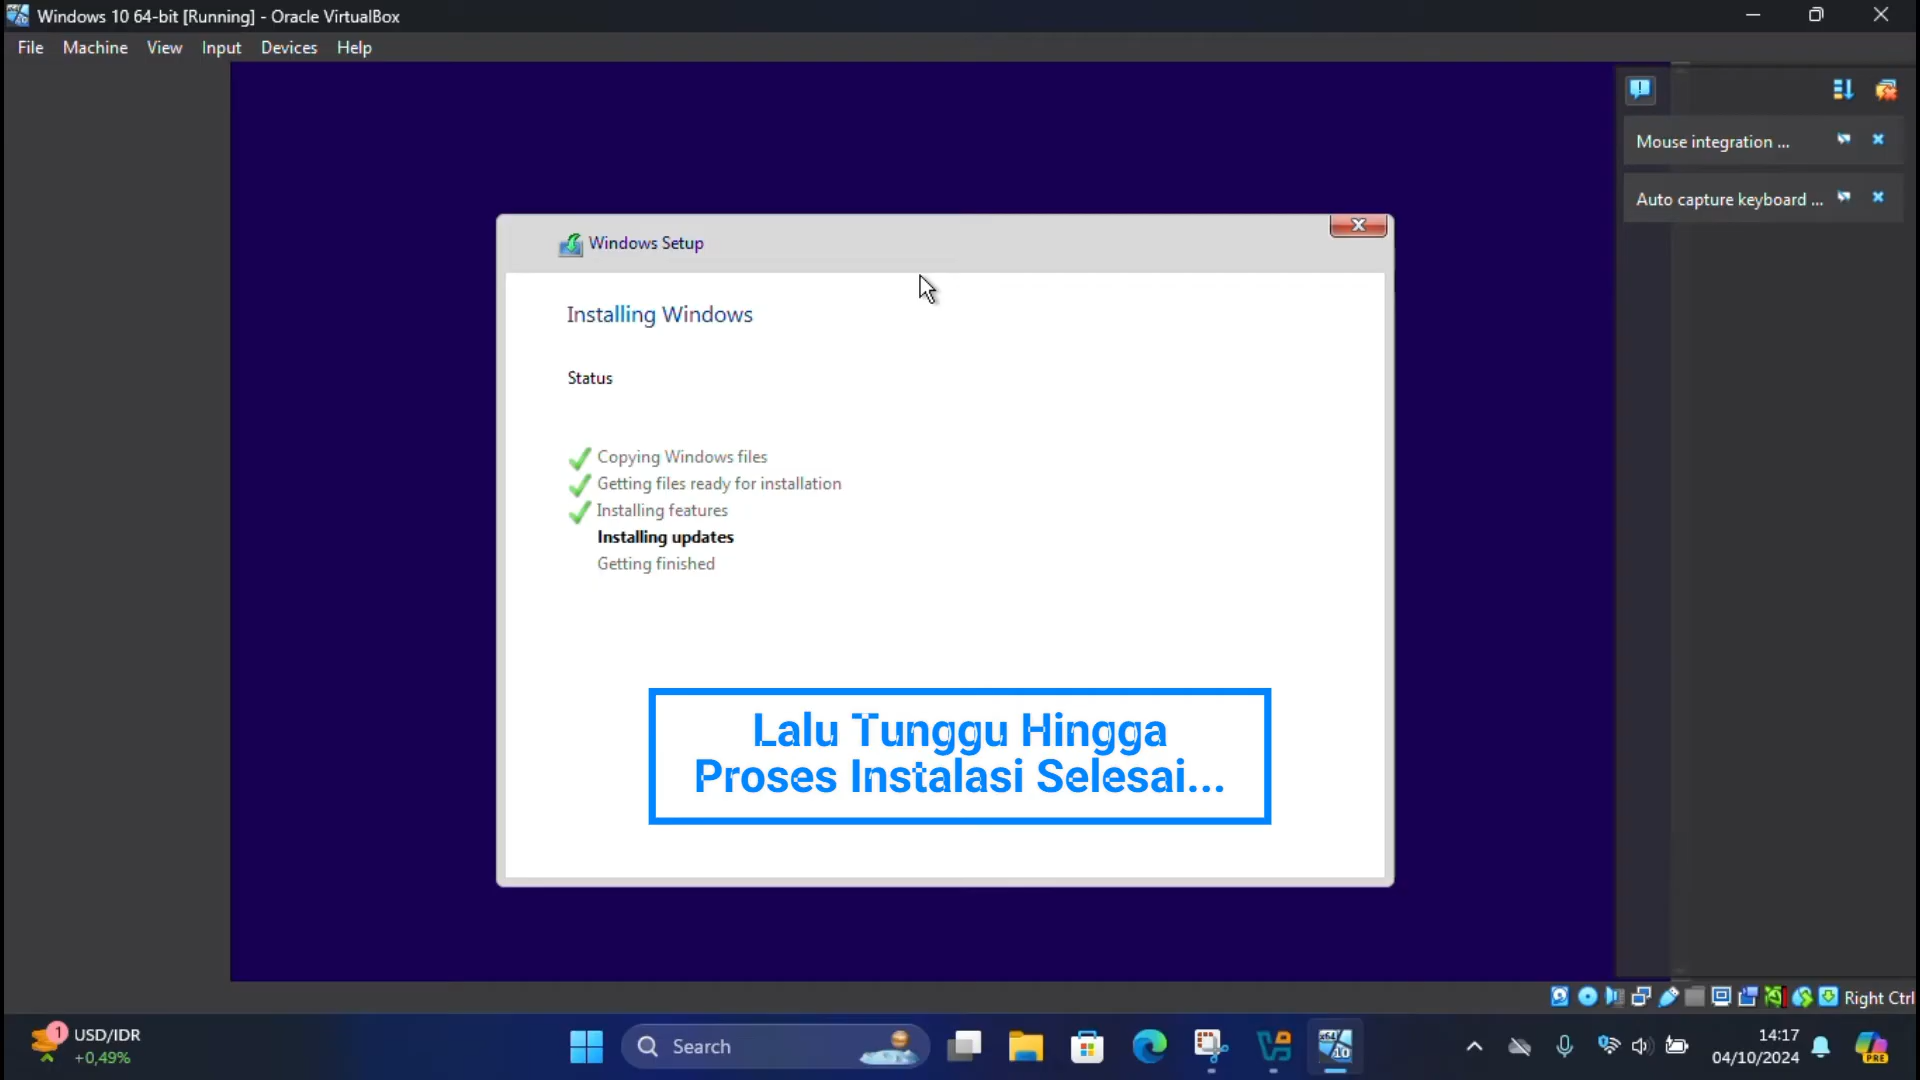 Windows 10 64-bit [Running] - Oracle VirtualBox
File Machine View Input Devices Help
Mouse integration ...
Auto capture keyboard ...
Windows Setup
Installing Windows
Status
Copying Windows files
Getting files ready for installation
Installing features
Installing updates
Getting finished
Lalu Tunggu Hingga
Proses Instalasi Selesai...
Right Ctrl
1
USD/IDR
+0,49%
Search
14:17
04/10/2024
PRE